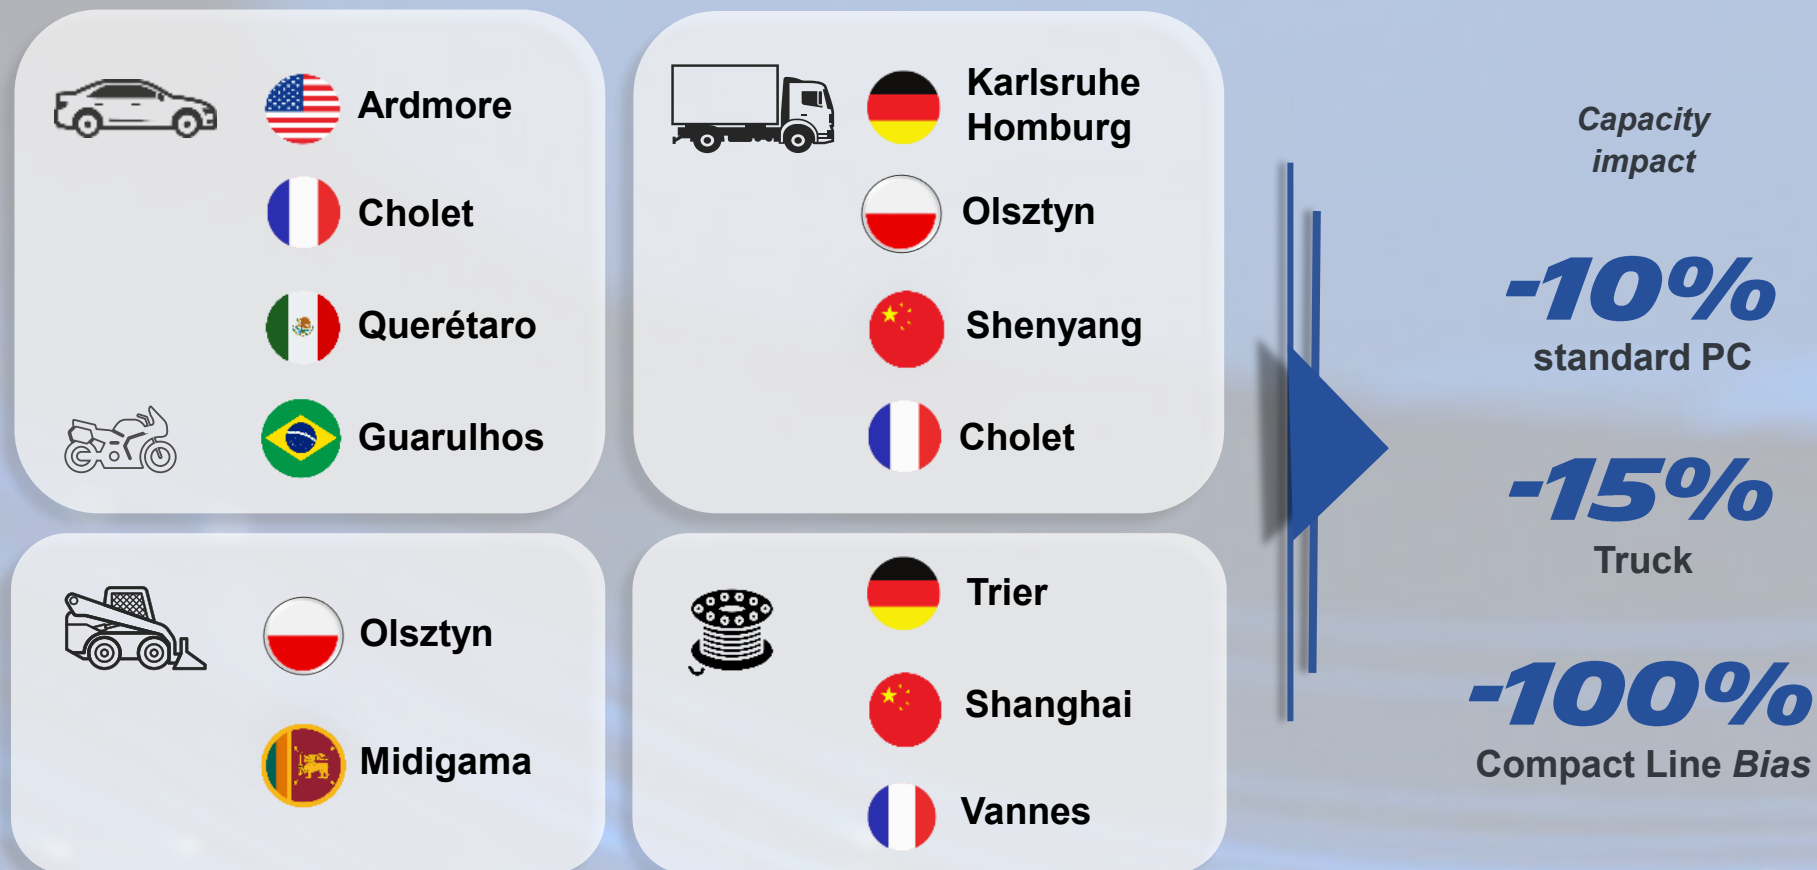 Ardmore
Cholet
Querétaro
Guarulhos
Karlsruhe
Homburg
Olsztyn
Shenyang
Cholet
Olsztyn
Midigama
Trier
Shanghai
Vannes
Capacity
impact
-10%
standard PC
-15%
Truck
-100%
Compact Line Bias